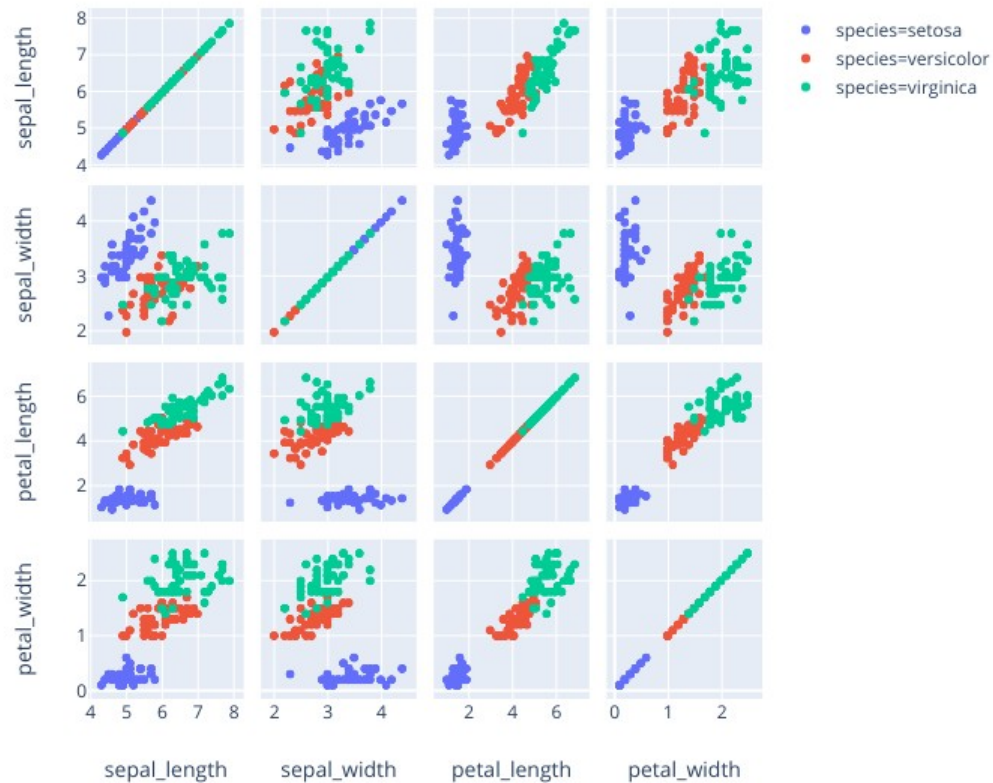 species=setosa
species=versicolor
species=virginica
sepal_length
8
7
6
5
4
sepal_width
4
3
2
petal_length
6
4
2
petal_width
2
1
0
4 5 6 7 8
2 3 4
2 4 6
0 1 2
sepal_length
sepal_width
petal_length
petal_width